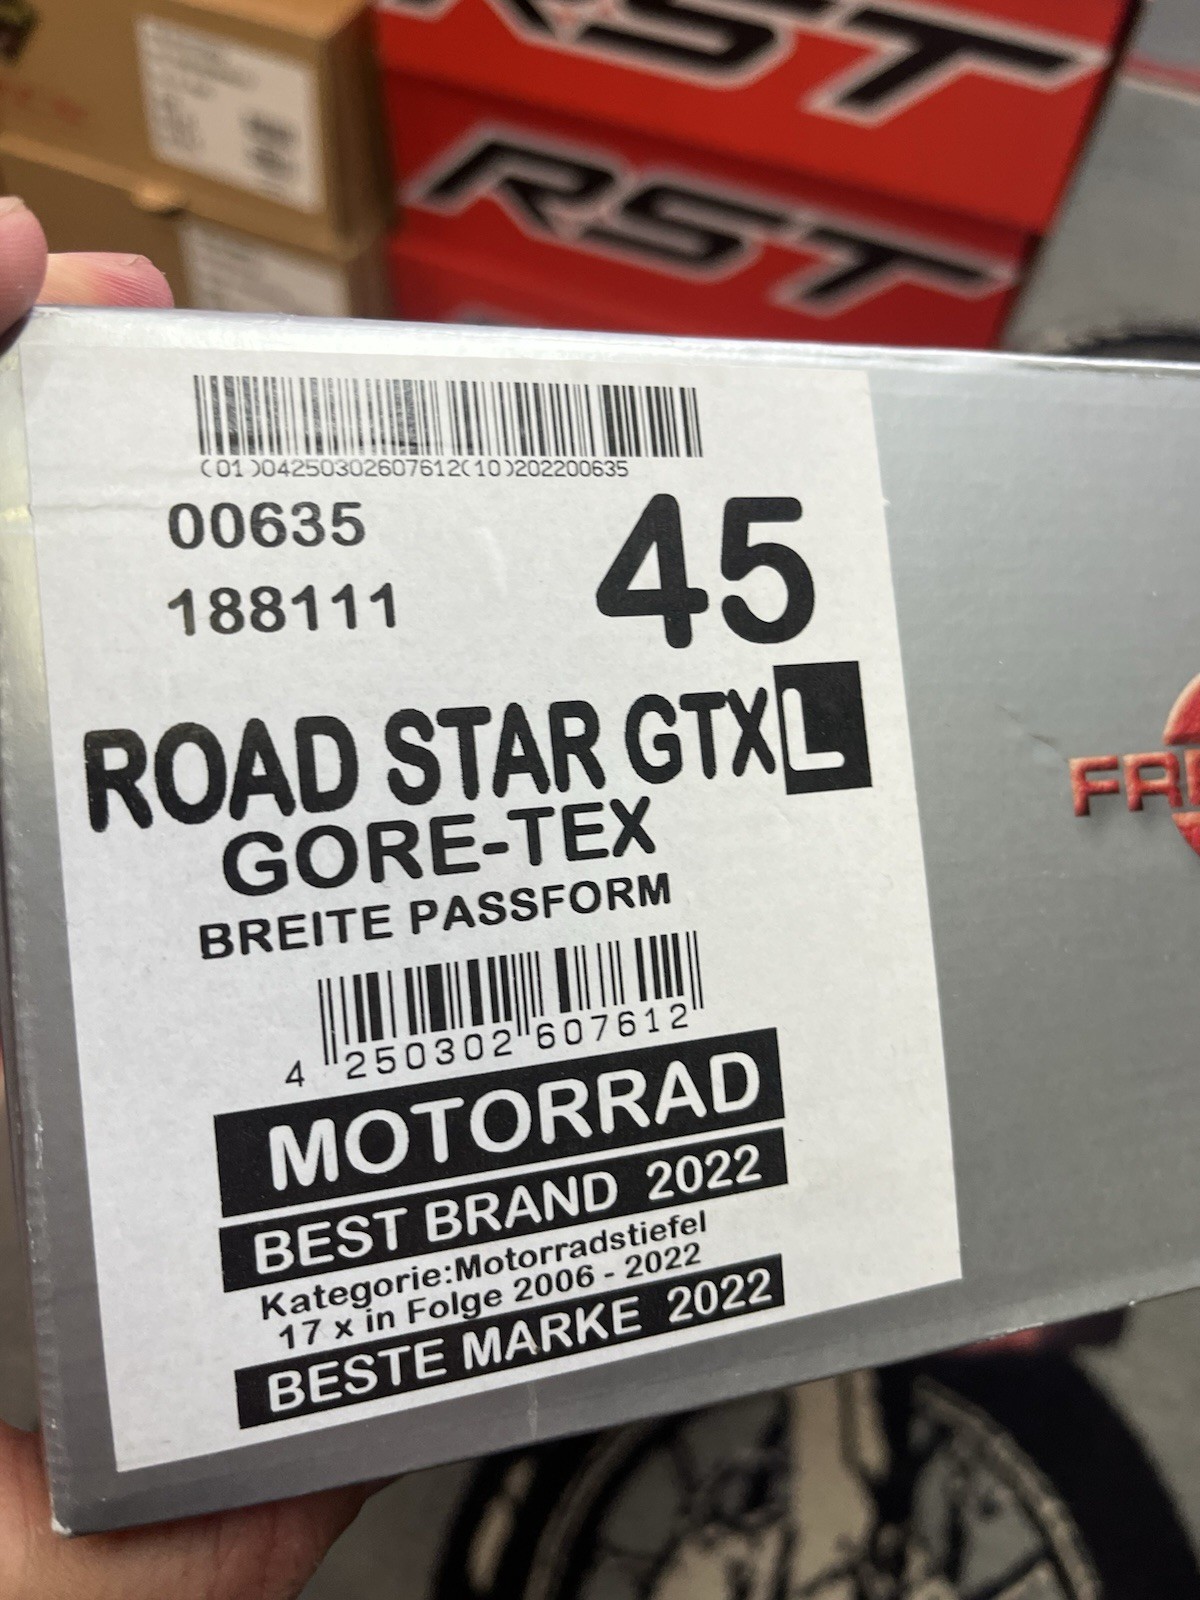 RST
RST
(01)04250302607612(10)202200635
00635
188111
45
ROAD STAR GTX L
GORE-TEX
BREITE PASSFORM
4 250302 607612
MOTORRAD
BEST BRAND 2022
Kategorie:Motorradstiefel
17 x in Folge 2006 - 2022
BESTE MARKE 2022